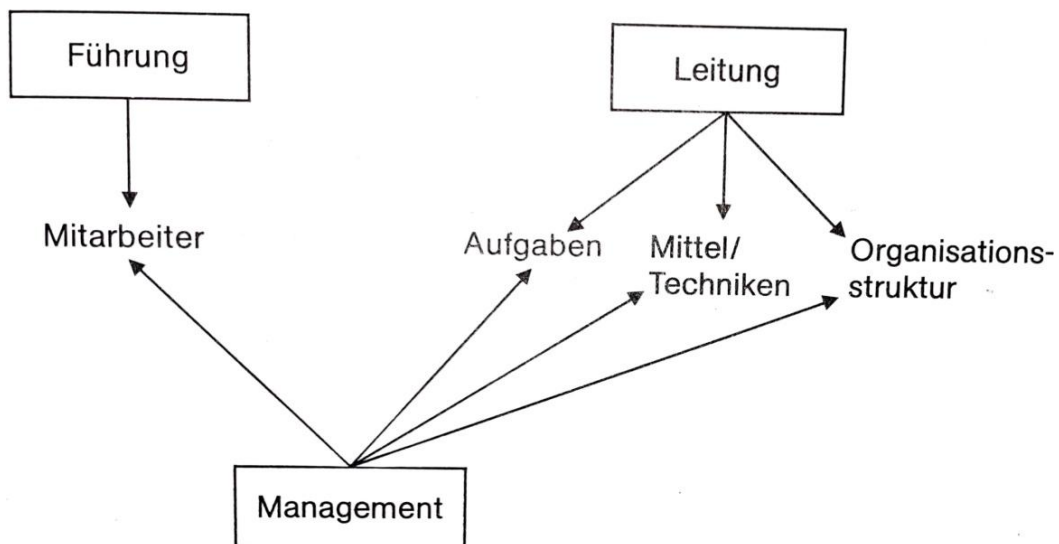 Führung
Leitung
Mitarbeiter
Aufgaben
Mittel/
Techniken
Organisations-
struktur
Management